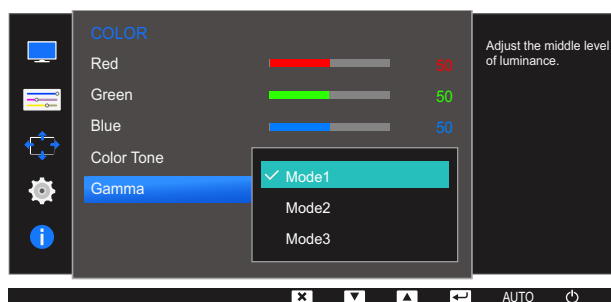 COLOR
Red 50
Green 50
Blue 50
Color Tone
Gamma
Mode1
Mode2
Mode3
Adjust the middle level
of luminance.
AUTO